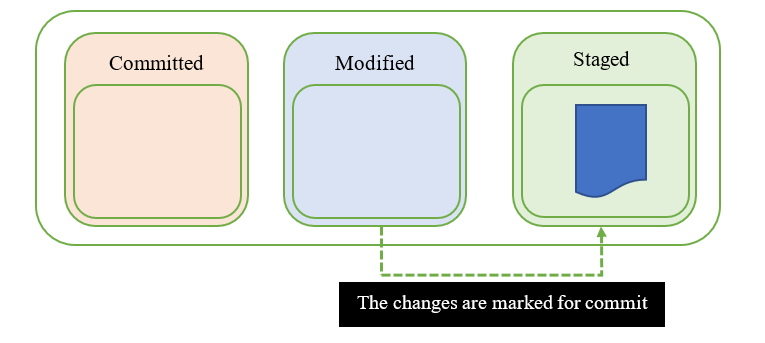 Committed
Modified
Staged
The changes are marked for commit